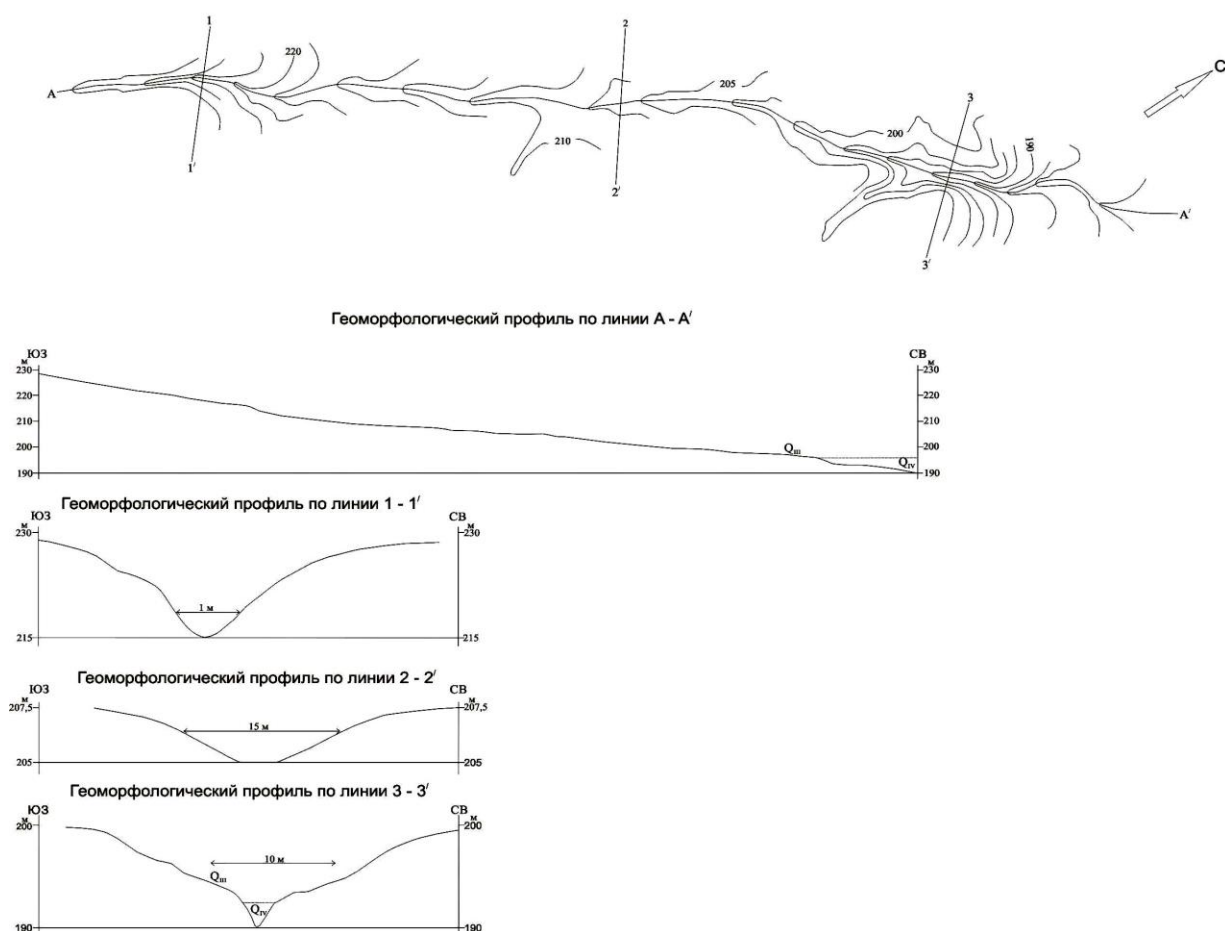 1
2
220
С
205
А
3
200
190
210
1/
2/
А/
3/
Геоморфологический профиль по линии А - А/
ЮЗ
СВ
м
м
230
230
220
220
210
210
200
QIII
200
QIV
190
190
Геоморфологический профиль по линии 1 - 1/
ЮЗ
СВ
м
м
230
230
1 м
215
215
Геоморфологический профиль по линии 2 - 2/
ЮЗ
СВ
м
м
207,5
207,5
15 м
205
205
Геоморфологический профиль по линии 3 - 3/
ЮЗ
СВ
м
м
200
200
10 м
QIII
QIV
190
190